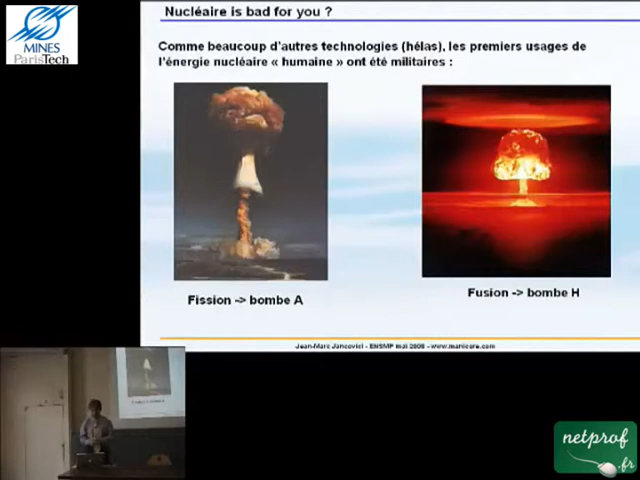 MINES
ParisTech
Nucléaire is bad for you ?
Comme beaucoup d'autres technologies (hélas), les premiers usages de
l'énergie nucléaire « humaine » ont été militaires :
Fission -> bombe A
Fusion -> bombe H
Jean-Marc Jancovici - ENSMP mai 2008 - www.manicore.com
netprof
.fr